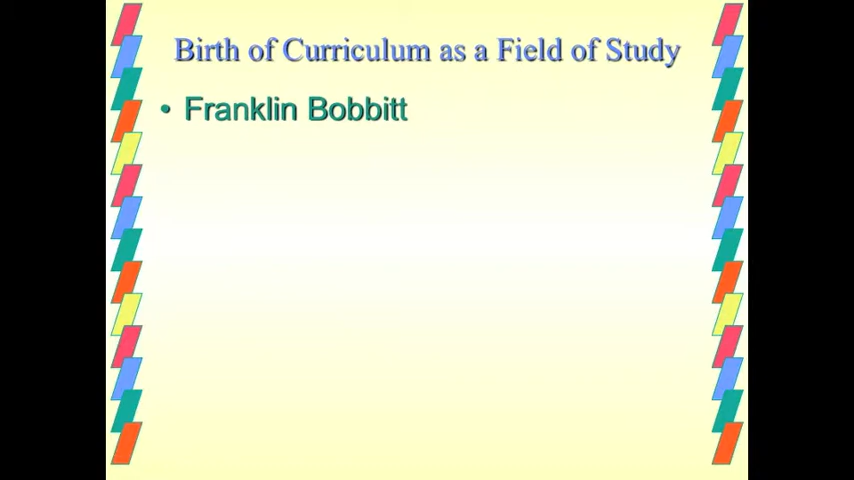 Birth of Curriculum as a Field of Study
• Franklin Bobbitt